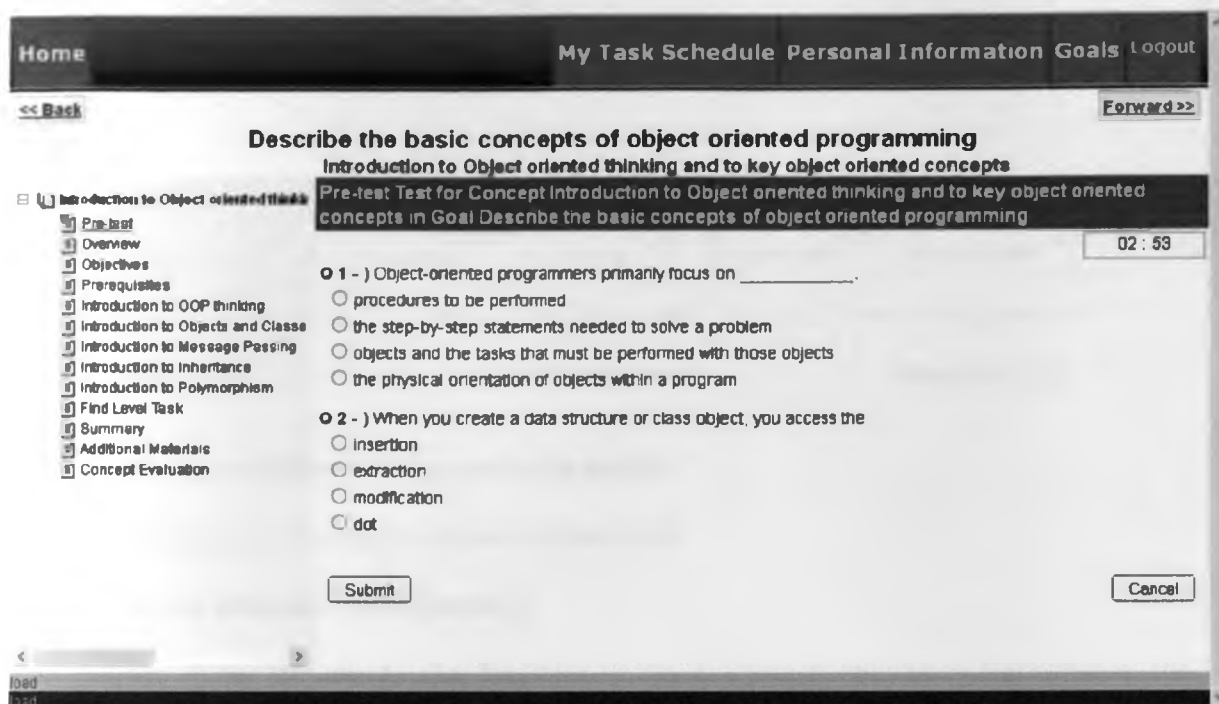 Home My Task Schedule Personal Information Goals Logout
<< Back Forward >>
Describe the basic concepts of object oriented programming
Introduction to Object oriented thinking and to key object oriented concepts
Introduction to Object oriented
Pre-test Test for Concept Introduction to Object oriented thinking and to key object oriented
concepts in Goal Describe the basic concepts of object oriented programming
02 : 53
Pre-test
Overview
Objectives
Prerequisites
Introduction to OOP thinking
Introduction to Objects and Classe
Introduction to Message Passing
Introduction to Inheritance
Introduction to Polymorphism
Find Level Task
Summary
Additional Materials
Concept Evaluation
1 - ) Object-oriented programmers primarily focus on ____________.
procedures to be performed
the step-by-step statements needed to solve a problem
objects and the tasks that must be performed with those objects
the physical orientation of objects within a program
2 - ) When you create a data structure or class object, you access the
insertion
extraction
modification
dot
Submit Cancel
load